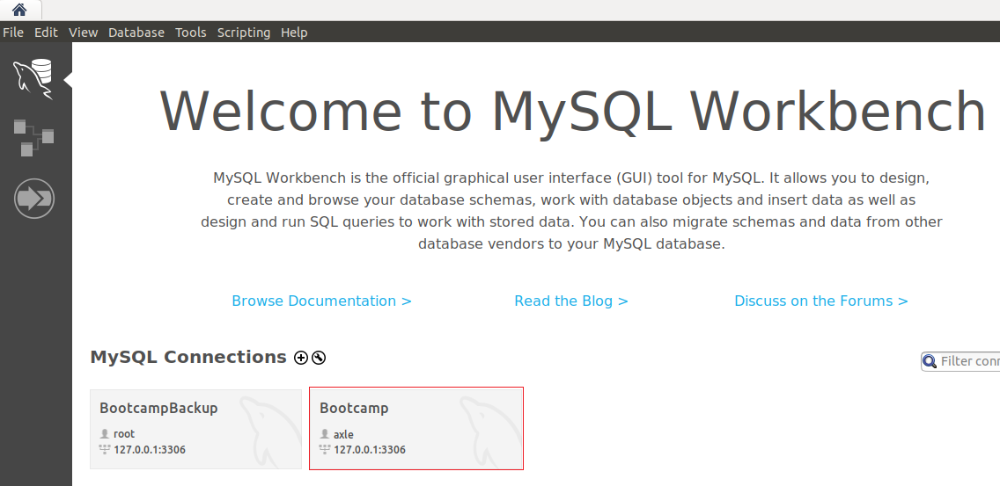 File Edit View Database Tools Scripting Help
Welcome to MySQL Workbench
MySQL Workbench is the official graphical user interface (GUI) tool for MySQL. It allows you to design,
create and browse your database schemas, work with database objects and insert data as well as
design and run SQL queries to work with stored data. You can also migrate schemas and data from other
database vendors to your MySQL database.
Browse Documentation > Read the Blog > Discuss on the Forums >
MySQL Connections
Filter conn
BootcampBackup
root
127.0.0.1:3306
Bootcamp
axle
127.0.0.1:3306